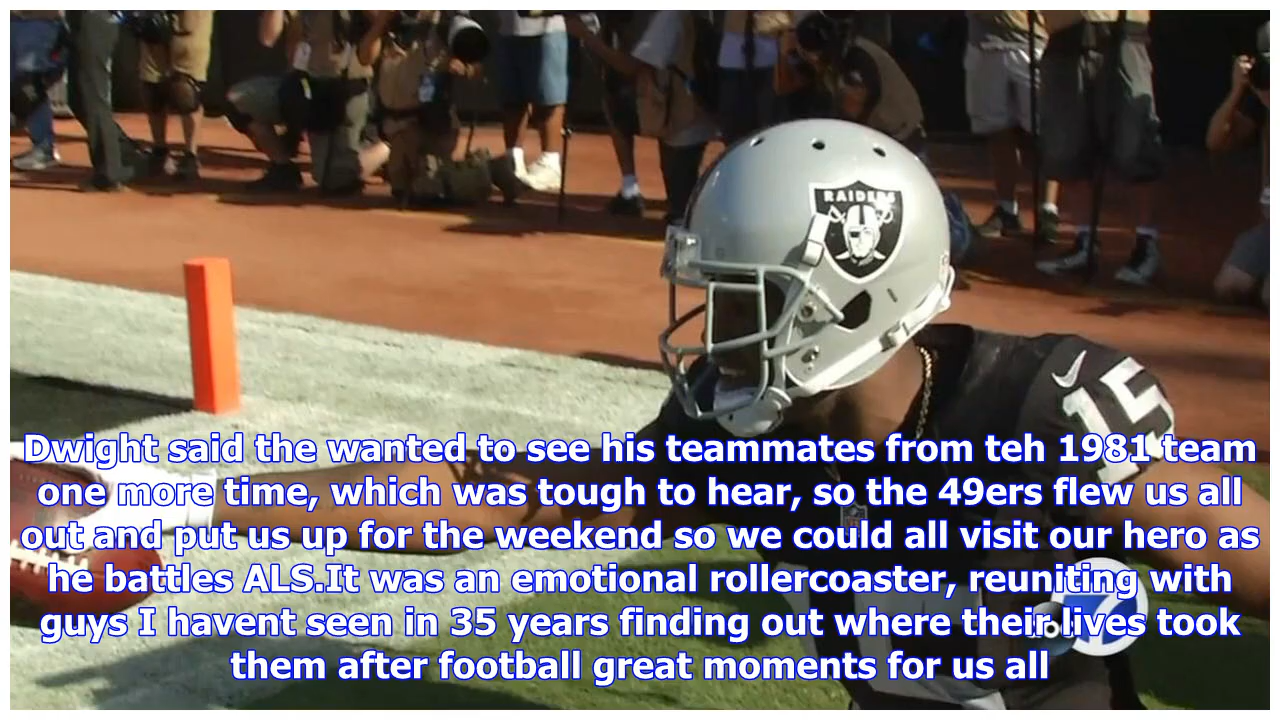 RAIDERS
15
Dwight said the wanted to see his teammates from teh 1981 team
one more time, which was tough to hear, so the 49ers flew us all
out and put us up for the weekend so we could all visit our hero as
he battles ALS.It was an emotional rollercoaster, reuniting with
guys I havent seen in 35 years finding out where their lives took
them after football great moments for us all
7